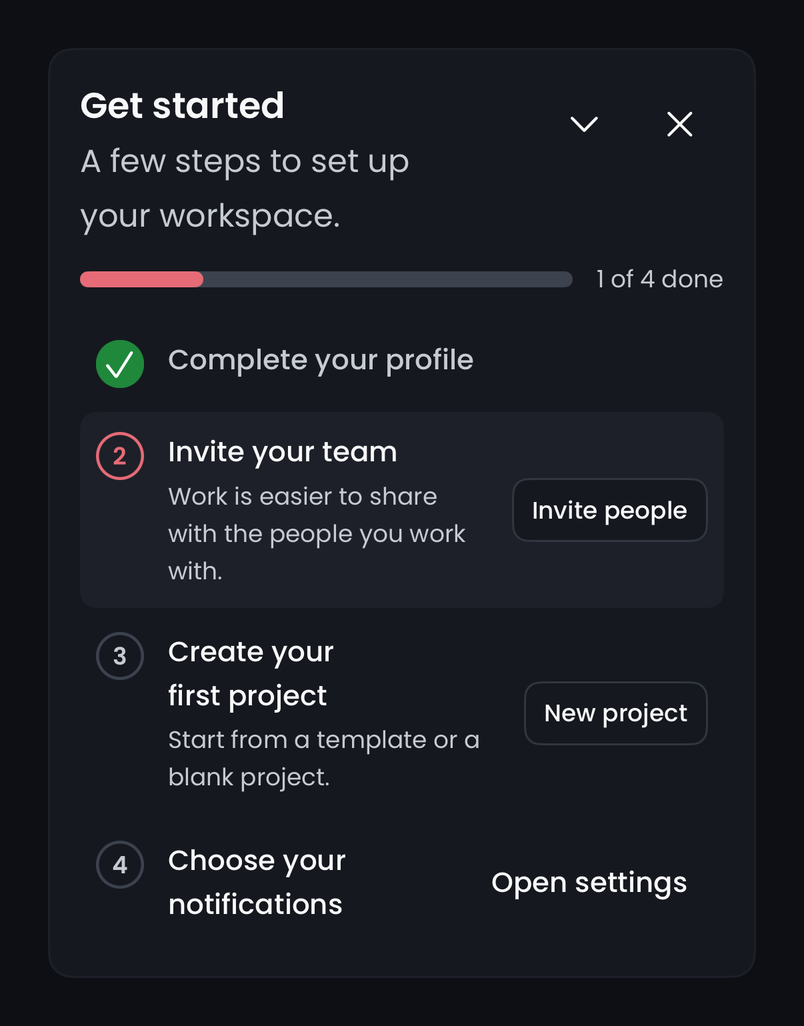 Get started
A few steps to set up
your workspace.
1 of 4 done
Complete your profile
2
Invite your team
Work is easier to share
with the people you work
with.
Invite people
3
Create your
first project
Start from a template or a
blank project.
New project
4
Choose your
notifications
Open settings